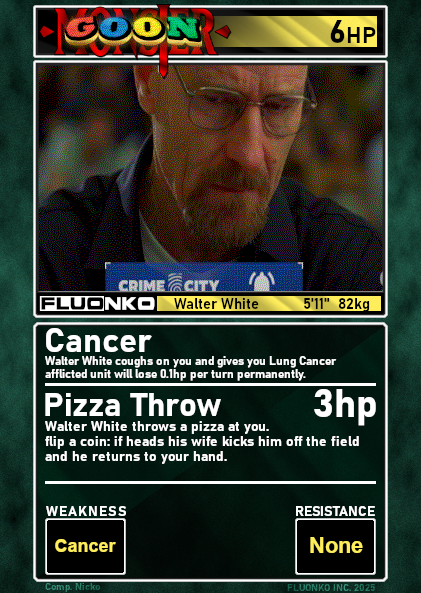 MONSTER
GOON
6HP
CRIME CITY
FLUONKO Walter White 5'11" 82kg
Cancer
Walter White coughs on you and gives you Lung Cancer
afflicted unit will lose 0.1hp per turn permanently.
Pizza Throw 3hp
Walter White throws a pizza at you.
flip a coin: if heads his wife kicks him off the field
and he returns to your hand.
WEAKNESS RESISTANCE
Cancer None
Comp. Nicko FLUONKO INC. 2025